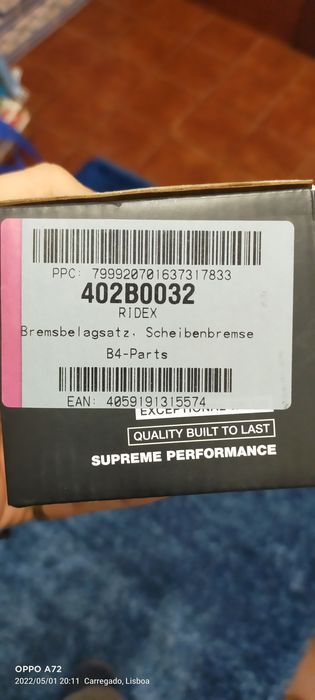 PPC: 799920701637317833
402B0032
RIDEX
Bremsbelagsatz, Scheibenbremse
B4-Parts
EAN: 4059191315574
QUALITY BUILT TO LAST
SUPREME PERFORMANCE
OPPO A72
2022/05/01 20:11 Carregado, Lisboa